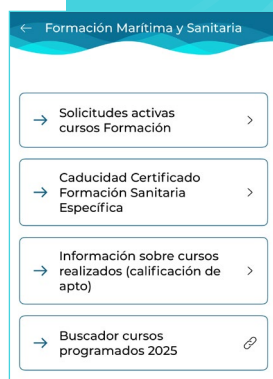 Formación Marítima y Sanitaria
Solicitudes activas
cursos Formación
Caducidad Certificado
Formación Sanitaria
Específica
Información sobre cursos
realizados (calificación de
apto)
Buscador cursos
programados 2025